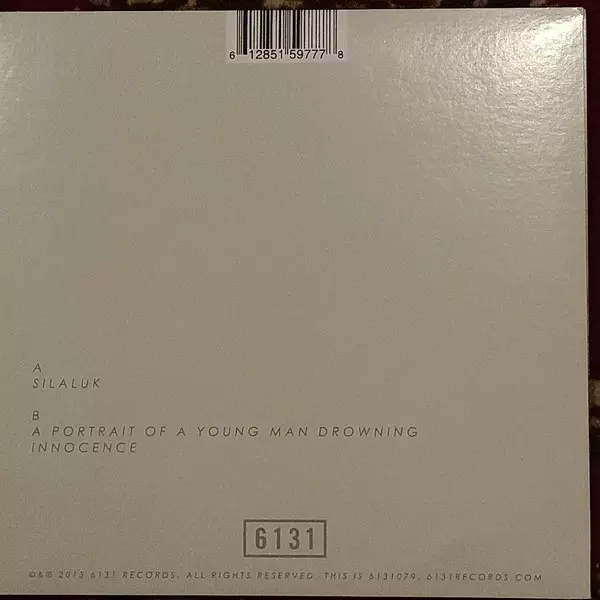 6 12851 59777 8
A
SILALUK
B
A PORTRAIT OF A YOUNG MAN DROWNING
INNOCENCE
6131
©&℗ 2015 6131 RECORDS. ALL RIGHTS RESERVED. THIS IS 6131079. 6131RECORDS.COM